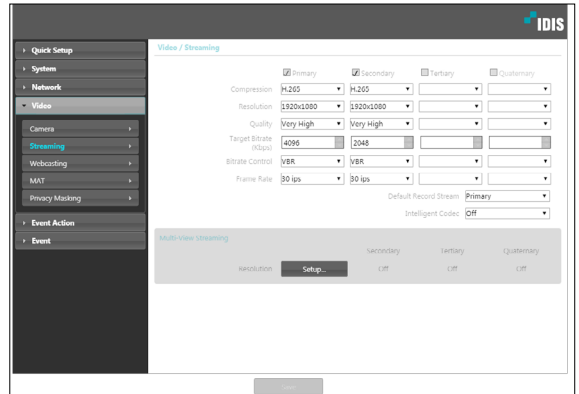 IDIS
Quick Setup
System
Network
Video
Camera
Streaming
Webcasting
MAT
Privacy Masking
Event Action
Event
Video / Streaming
Primary Secondary Tertiary Quaternary
Compression H.265 H.265
Resolution 1920x1080 1920x1080
Quality Very High Very High
Target Bitrate
(Kbps) 4096 2048
Bitrate Control VBR VBR
Frame Rate 30 ips 30 ips
Default Record Stream Primary
Intelligent Codec Off
Multi-View Streaming
Secondary Tertiary Quaternary
Resolution Setup... Off Off Off
Save